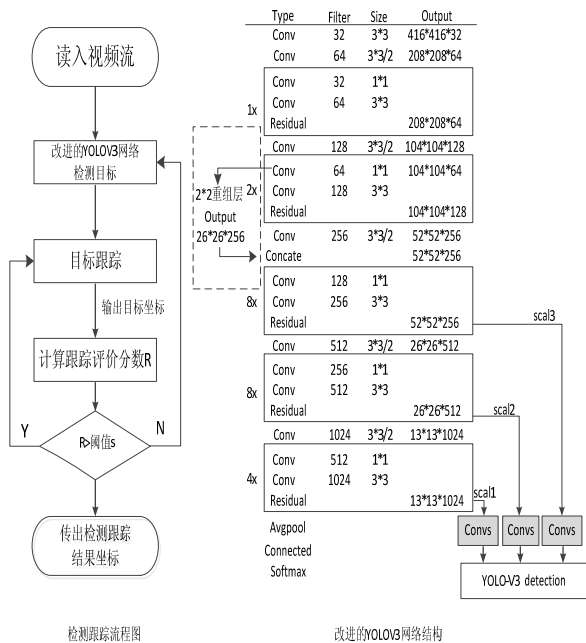 读入视频流
改进的YOLOV3网络
检测目标
目标跟踪
输出目标坐标
计算跟踪评价分数R
R>阈值s
Y
N
传出检测跟踪
结果坐标
检测跟踪流程图
Type Filter Size Output
Conv 32 3*3 416*416*32
Conv 64 3*3/2 208*208*64
1x
Conv 32 1*1
Conv 64 3*3
Residual 208*208*64
Conv 128 3*3/2 104*104*128
2x
Conv 64 1*1 104*104*64
Conv 128 3*3
Residual 104*104*128
2*2重组层
Output
26*26*256
Conv 256 3*3/2 52*52*256
Concate 52*52*256
8x
Conv 128 1*1
Conv 256 3*3
Residual 52*52*256
Conv 512 3*3/2 26*26*512
8x
Conv 256 1*1
Conv 512 3*3
Residual 26*26*512
Conv 1024 3*3/2 13*13*1024
4x
Conv 512 1*1
Conv 1024 3*3
Residual 13*13*1024
Avgpool
Connected
Softmax
scal3
scal2
scal1
Convs Convs Convs
YOLO-V3 detection
改进的YOLOV3网络结构